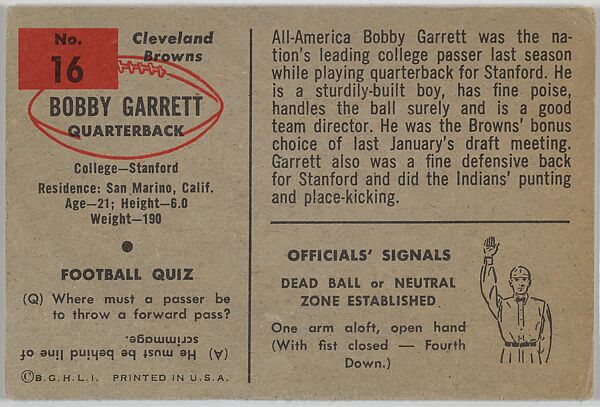 No.
16
Cleveland
Browns
BOBBY GARRETT
QUARTERBACK
College—Stanford
Residence: San Marino, Calif.
Age—21; Height—6.0
Weight—190
FOOTBALL QUIZ
(Q) Where must a passer be
to throw a forward pass?
(A) He must be behind line of
scrimmage.
©B.G.H.L.I. PRINTED IN U.S.A.
All-America Bobby Garrett was the na-
tion's leading college passer last season
while playing quarterback for Stanford. He
is a sturdily-built boy, has fine poise,
handles the ball surely and is a good
team director. He was the Browns' bonus
choice of last January's draft meeting.
Garrett also was a fine defensive back
for Stanford and did the Indians' punting
and place-kicking.
OFFICIALS' SIGNALS
DEAD BALL or NEUTRAL
ZONE ESTABLISHED
One arm aloft, open hand
(With fist closed — Fourth
Down.)